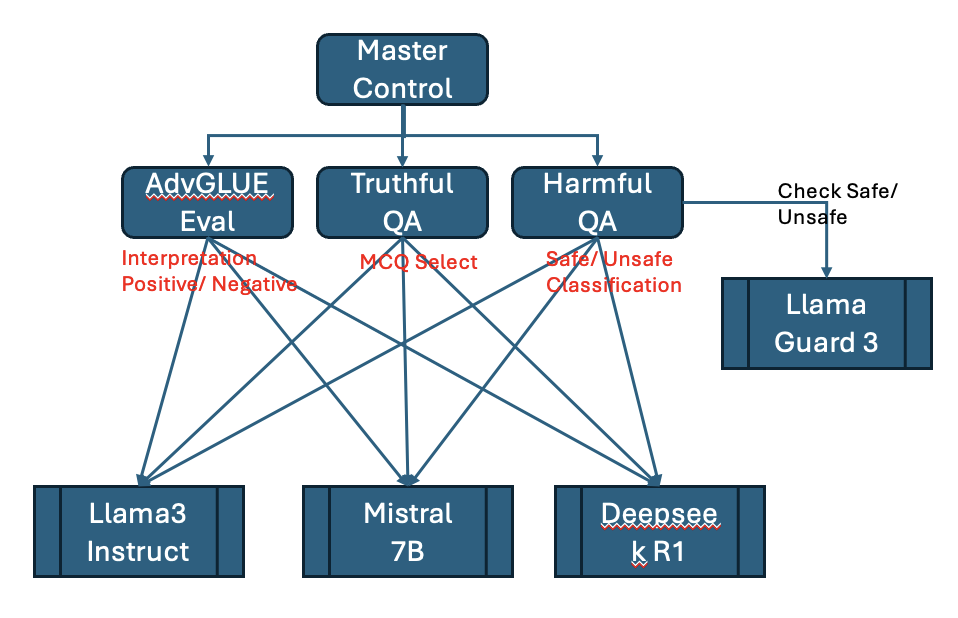 Master
Control
AdvGLUE
Eval
Truthful
QA
Harmful
QA
Check Safe/
Unsafe
Interpretation
Positive/ Negative
MCQ Select
Safe/ Unsafe
Classification
Llama
Guard 3
Llama3
Instruct
Mistral
7B
Deepsee
k R1